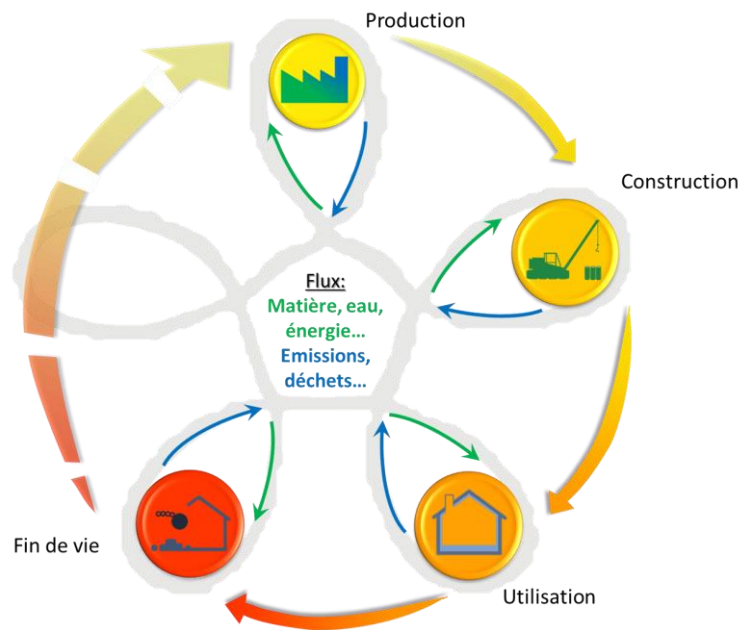 Production
Construction
Flux:
Matière, eau,
énergie...
Emissions,
déchets...
Fin de vie
Utilisation